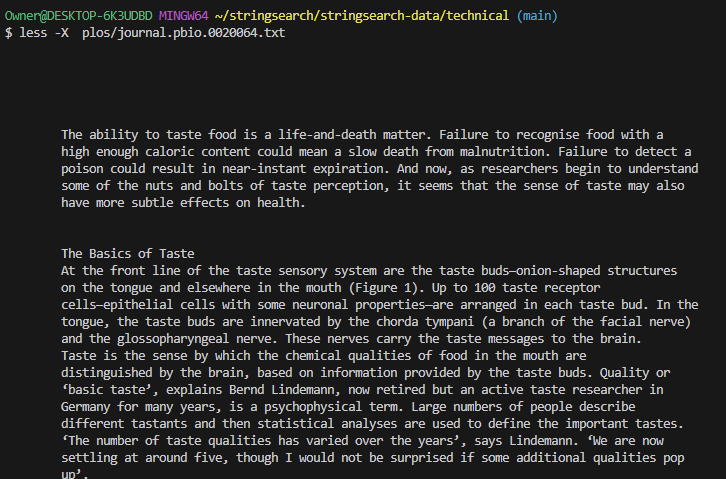 Owner@DESKTOP-6K3UDBD MINGW64 ~/stringsearch/stringsearch-data/technical (main)
$ less -X  plos/journal.pbio.0020064.txt
The ability to taste food is a life-and-death matter. Failure to recognise food with a
high enough caloric content could mean a slow death from malnutrition. Failure to detect a
poison could result in near-instant expiration. And now, as researchers begin to understand
some of the nuts and bolts of taste perception, it seems that the sense of taste may also
have more subtle effects on health.
The Basics of Taste
At the front line of the taste sensory system are the taste buds—onion-shaped structures
on the tongue and elsewhere in the mouth (Figure 1). Up to 100 taste receptor
cells—epithelial cells with some neuronal properties—are arranged in each taste bud. In the
tongue, the taste buds are innervated by the chorda tympani (a branch of the facial nerve)
and the glossopharyngeal nerve. These nerves carry the taste messages to the brain.
Taste is the sense by which the chemical qualities of food in the mouth are
distinguished by the brain, based on information provided by the taste buds. Quality or
‘basic taste’, explains Bernd Lindemann, now retired but an active taste researcher in
Germany for many years, is a psychophysical term. Large numbers of people describe
different tastants and then statistical analyses are used to define the important tastes.
‘The number of taste qualities has varied over the years’, says Lindemann. ‘We are now
settling at around five, though I would not be surprised if some additional qualities pop
up’.